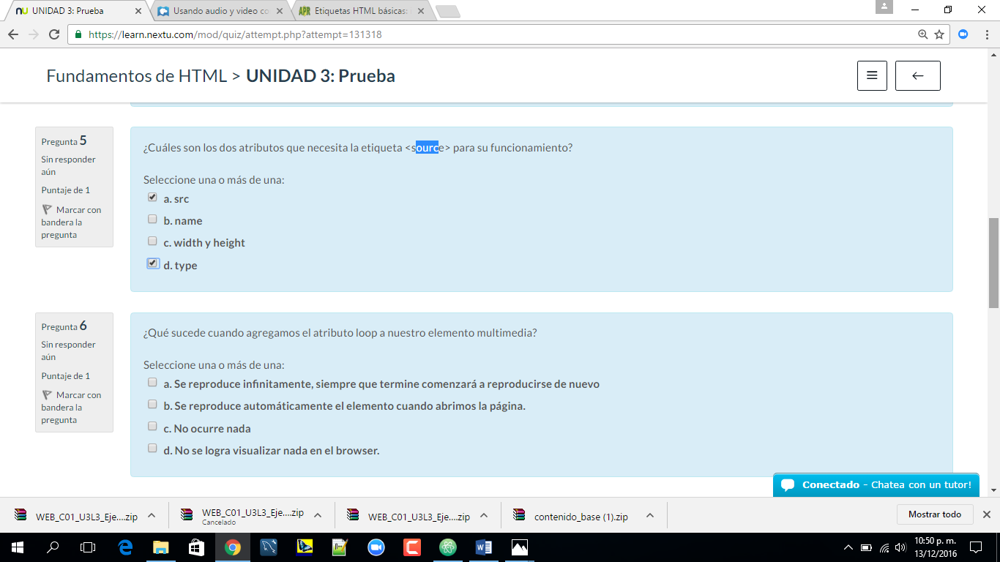 UNIDAD 3: Prueba
Usando audio y video co
Etiquetas HTML básicas:
https://learn.nextu.com/mod/quiz/attempt.php?attempt=131318
Fundamentos de HTML > UNIDAD 3: Prueba
Pregunta 5
Sin responder
aún
Puntaje de 1
Marcar con
bandera la
pregunta
¿Cuáles son los dos atributos que necesita la etiqueta <source> para su funcionamiento?
Seleccione una o más de una:
a. src
b. name
c. width y height
d. type
Pregunta 6
Sin responder
aún
Puntaje de 1
Marcar con
bandera la
pregunta
¿Qué sucede cuando agregamos el atributo loop a nuestro elemento multimedia?
Seleccione una o más de una:
a. Se reproduce infinitamente, siempre que termine comenzará a reproducirse de nuevo
b. Se reproduce automáticamente el elemento cuando abrimos la página.
c. No ocurre nada
d. No se logra visualizar nada en el browser.
Conectado - Chatea con un tutor!
WEB_C01_U3L3_Eje....zip
WEB_C01_U3L3_Eje....zip
Cancelado
WEB_C01_U3L3_Eje....zip
contenido_base (1).zip
Mostrar todo
10:50 p. m.
13/12/2016